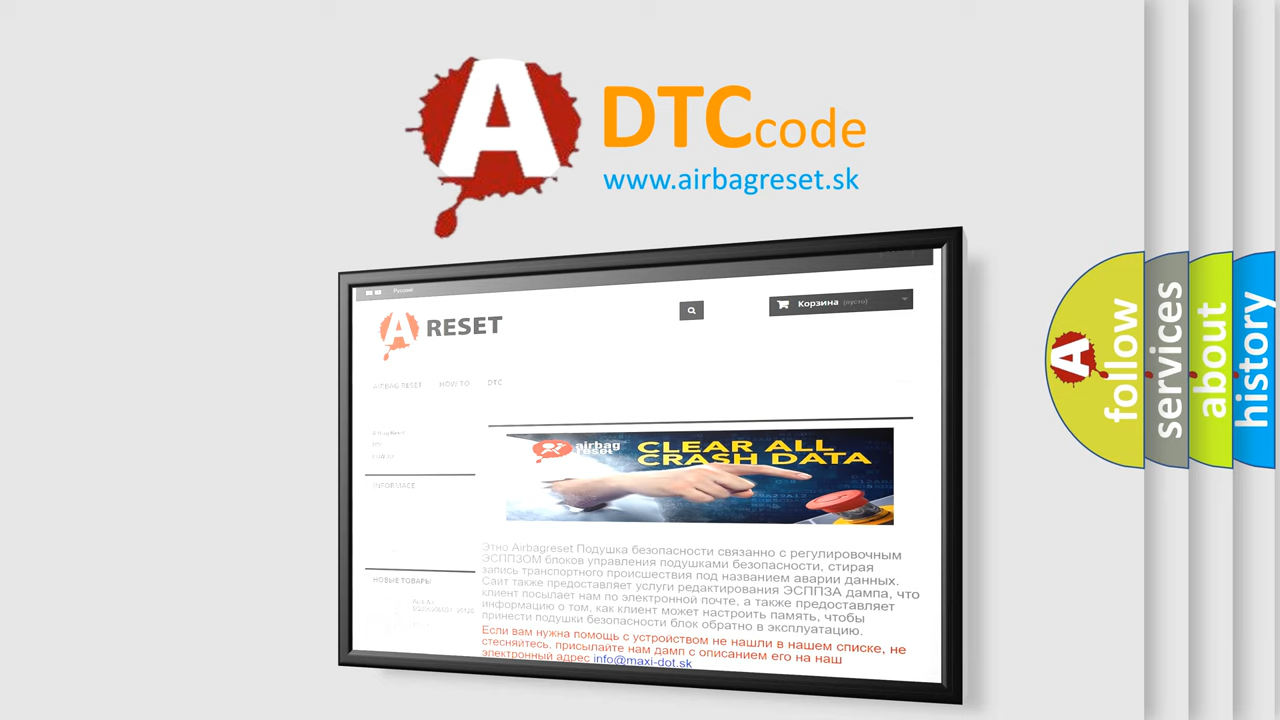 A
DTCcode
www.airbagreset.sk
Русский
A RESET
Корзина (пусто)
AIRBAG RESET HOW TO DTC
INFORMACE
airbag
reset
CLEAR ALL
CRASH DATA
Этно Airbagreset Подушка безопасности связанно с регулировочным
ЭСППЗОМ блоков управления подушками безопасности, стирая
запись транспортного происшествия под названием аварии данных.
Сайт также предоставляет услуги редактирования ЭСППЗА дампа, что
клиент посылает нам по электронной почте, а также предоставляет
информацию о том, как клиент может настроить память, чтобы
принести подушки безопасности блок обратно в эксплуатацию.
Если вам нужна помощь с устройством не нашли в нашем списке, не
стесняйтесь, присылайте нам дамп с описанием его на наш
электронный адрес info@maxi-dot.sk
НОВЫЕ ТОВАРЫ
A
follow
services
about
history